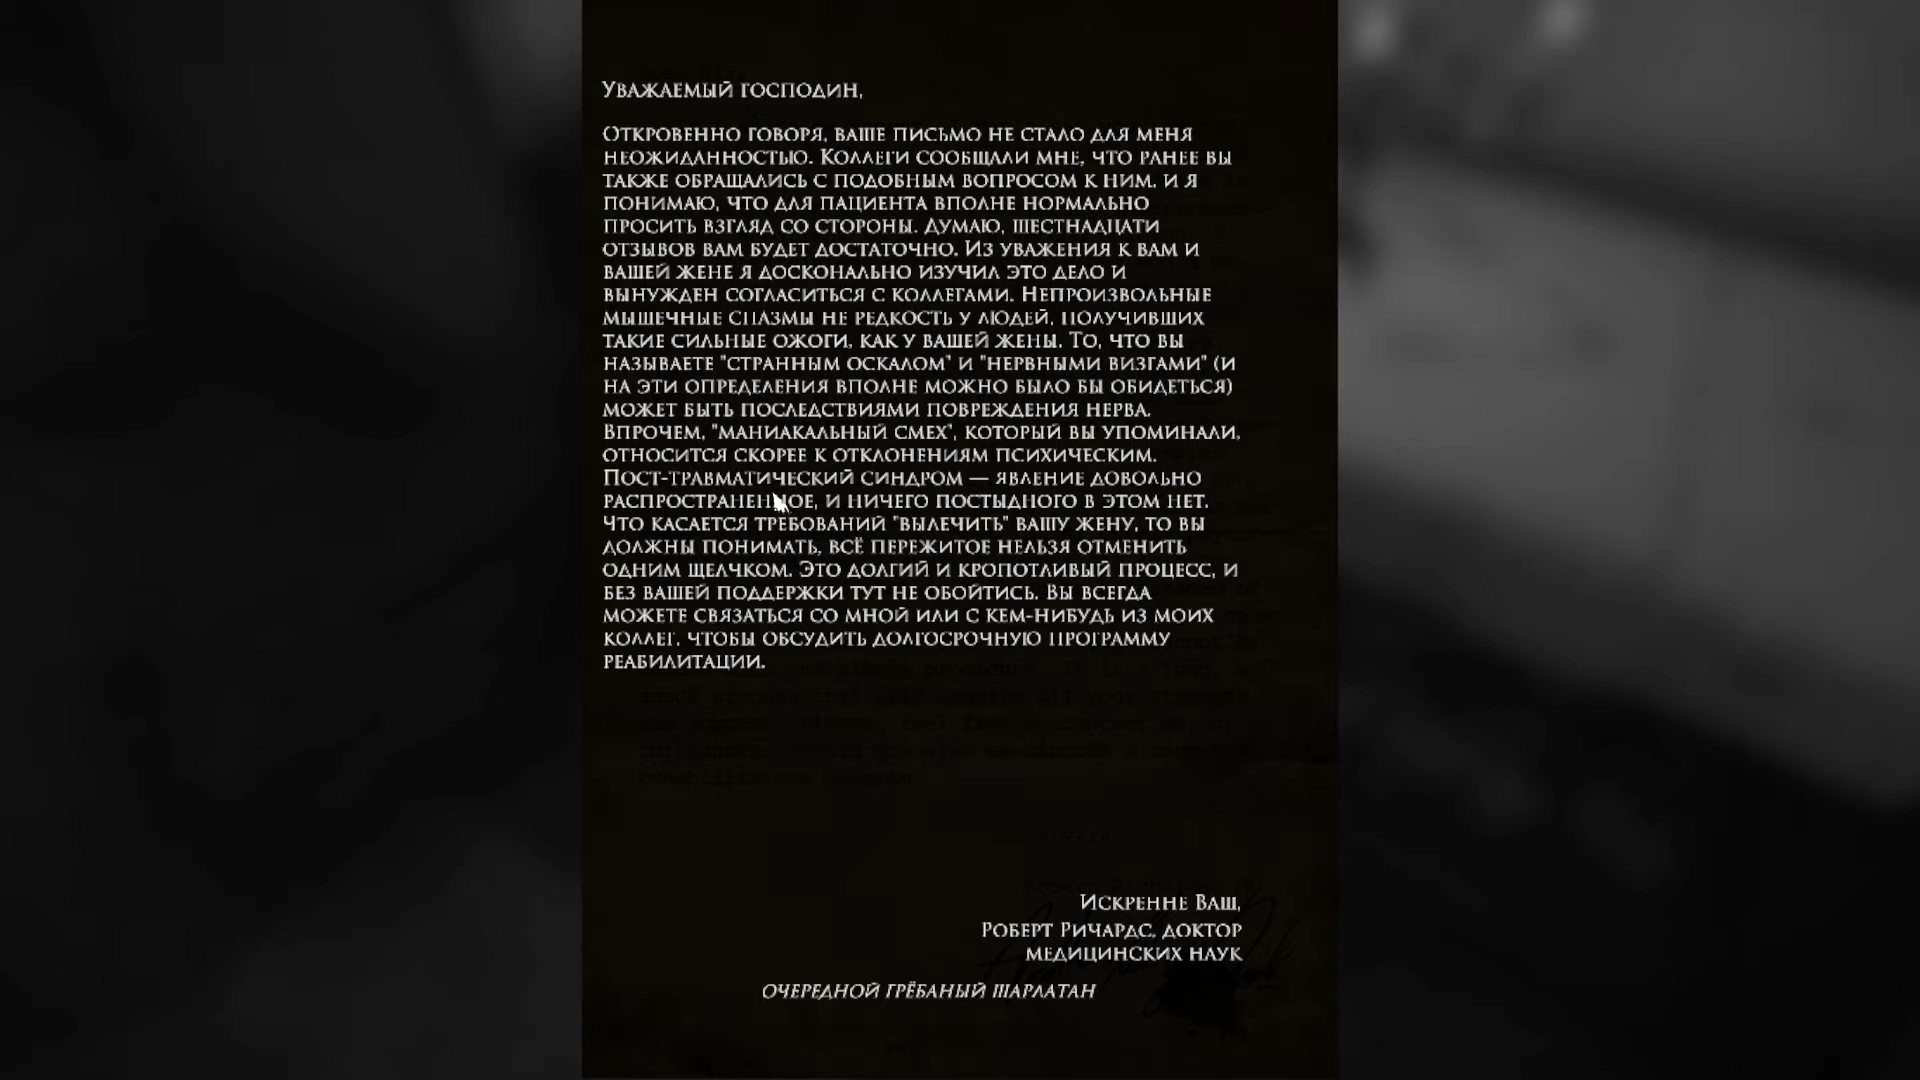 Уважаемый господин,
Откровенно говоря, ваше письмо не стало для меня
неожиданностью. Коллеги сообщали мне, что ранее вы
также обращались с подобным вопросом к ним. И я
понимаю, что для пациента вполне нормально
просить взгляд со стороны. Думаю, шестнадцати
отзывов вам будет достаточно. Из уважения к вам и
вашей жене я досконально изучил это дело и
вынужден согласиться с коллегами. Непроизвольные
мышечные спазмы не редкость у людей, получивших
такие сильные ожоги, как у вашей жены. То, что вы
называете "странным оскалом" и "нервными визгами" (и
на эти определения вполне можно было бы обидеться)
может быть последствиями повреждения нерва.
Впрочем, "маниакальный смех", который вы упоминали,
относится скорее к отклонениям психическим.
Пост-травматический синдром — явление довольно
распространенное, и ничего постыдного в этом нет.
Что касается требований "вылечить" вашу жену, то вы
должны понимать, всё пережитое нельзя отменить
одним щелчком. Это долгий и кропотливый процесс, и
без вашей поддержки тут не обойтись. Вы всегда
можете связаться со мной или с кем-нибудь из моих
коллег, чтобы обсудить долгосрочную программу
реабилитации.
Искренне Ваш,
Роберт Ричардс, доктор
медицинских наук
очередной грёбаный шарлатан